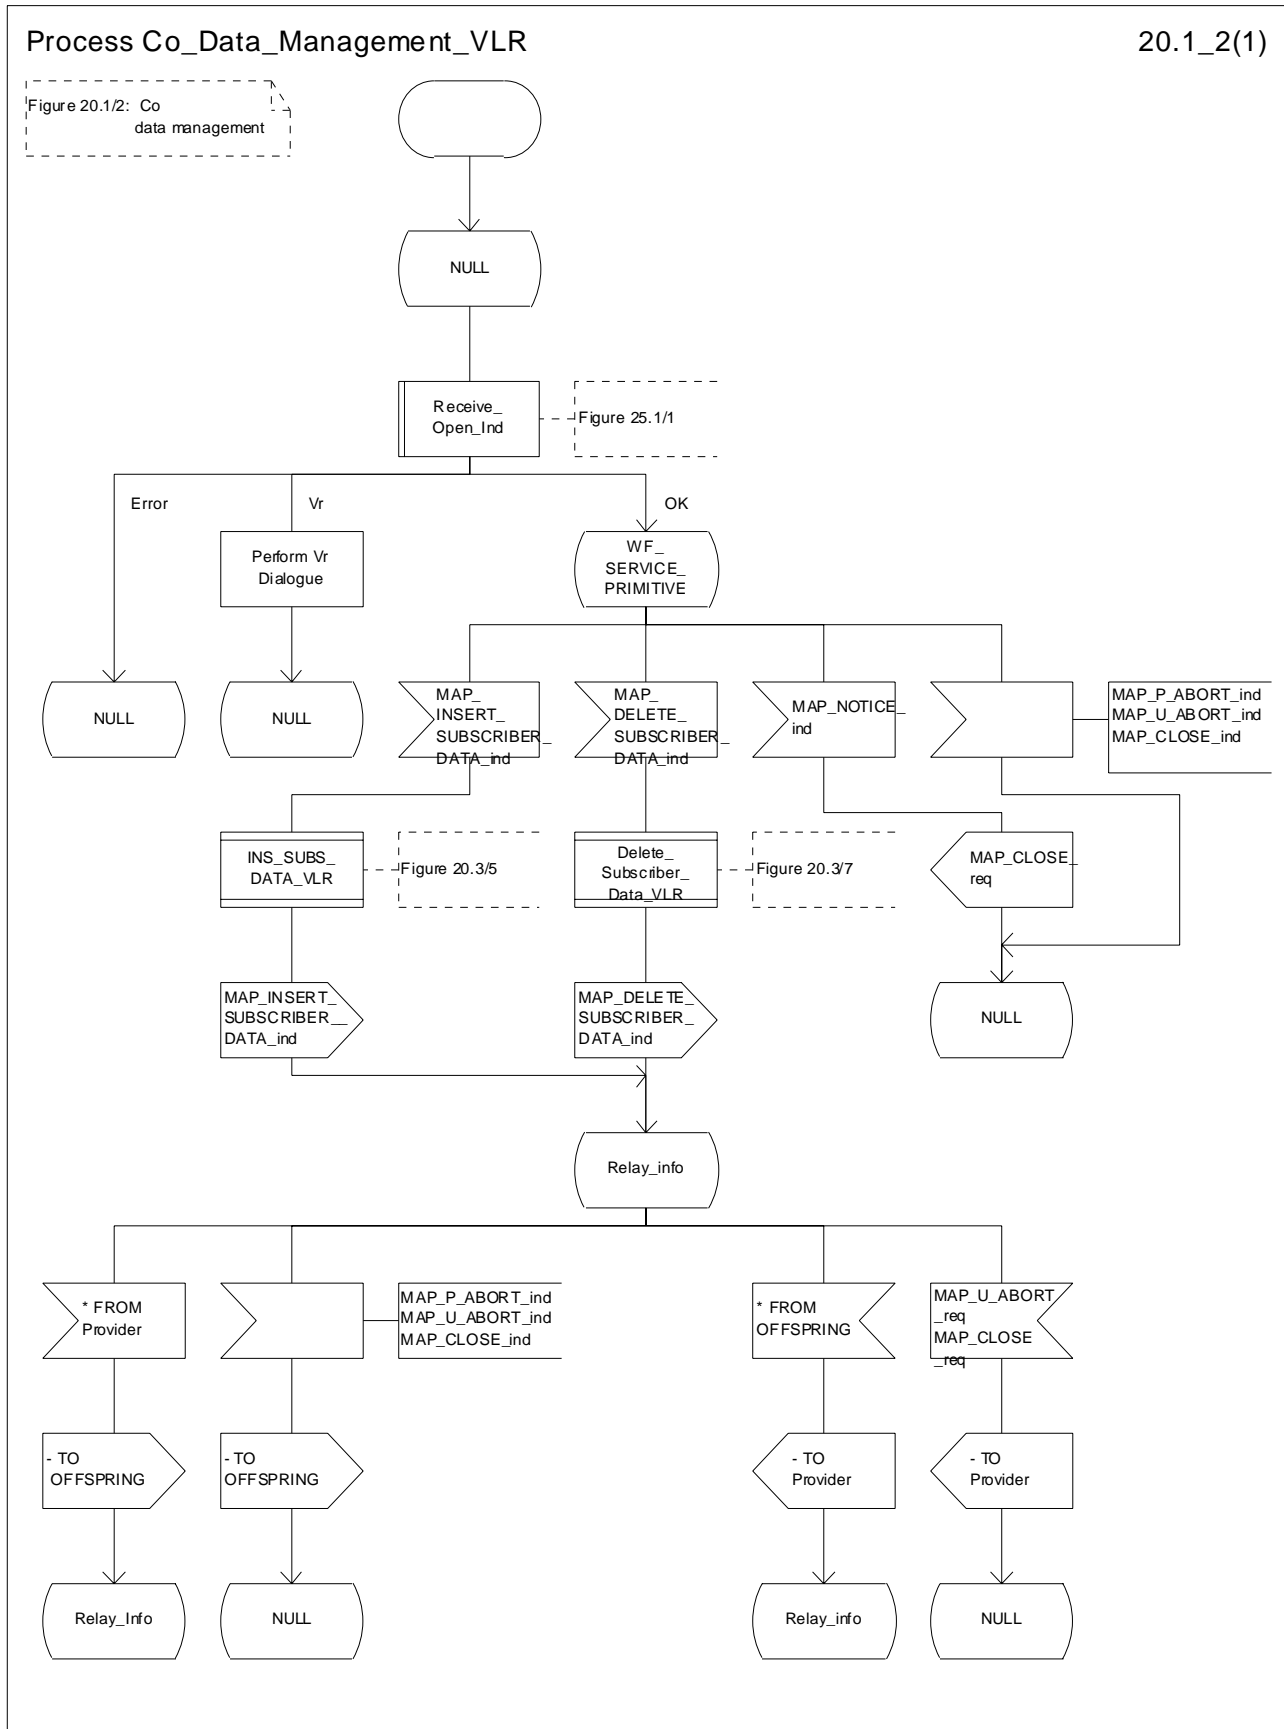 Process Co_Data_Management_VLR
20.1_2(1)
Figure 20.1/2: Co
data management
NULL
Receive_
Open_Ind
Figure 25.1/1
Error
Vr
OK
Perform Vr
Dialogue
WF_
SERVICE_
PRIMITIVE
NULL
NULL
MAP_
INSERT_
SUBSCRIBER_
DATA_ind
MAP_
DELETE_
SUBSCRIBER_
DATA_ind
MAP_NOTICE_
ind
MAP_P_ABORT_ind
MAP_U_ABORT_ind
MAP_CLOSE_ind
INS_SUBS_
DATA_VLR
Figure 20.3/5
Delete_
Subscriber_
Data_VLR
Figure 20.3/7
MAP_CLOSE_
req
MAP_INSERT_
SUBSCRIBER__
DATA_ind
MAP_DELETE_
SUBSCRIBER_
DATA_ind
NULL
Relay_info
* FROM
Provider
MAP_P_ABORT_ind
MAP_U_ABORT_ind
MAP_CLOSE_ind
* FROM
OFFSPRING
MAP_U_ABORT
_req
MAP_CLOSE
_req
- TO
OFFSPRING
- TO
OFFSPRING
- TO
Provider
- TO
Provider
Relay_Info
NULL
Relay_info
NULL